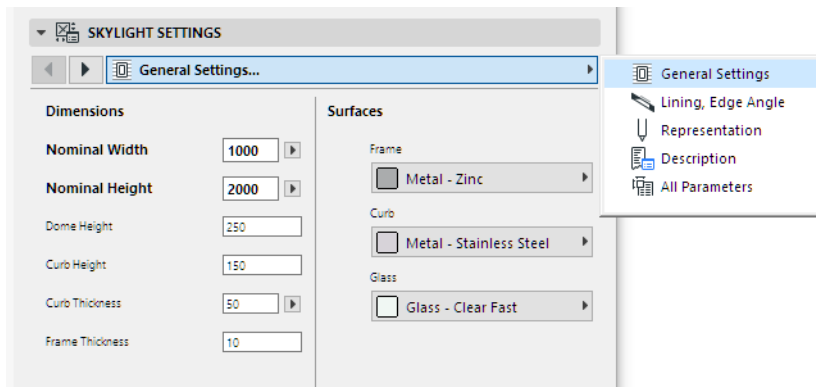 SKYLIGHT SETTINGS
General Settings...
Dimensions
Nominal Width 1000
Nominal Height 2000
Dome Height 250
Curb Height 150
Curb Thickness 50
Frame Thickness 10
Surfaces
Frame
Metal - Zinc
Curb
Metal - Stainless Steel
Glass
Glass - Clear Fast
General Settings
Lining, Edge Angle
Representation
Description
All Parameters